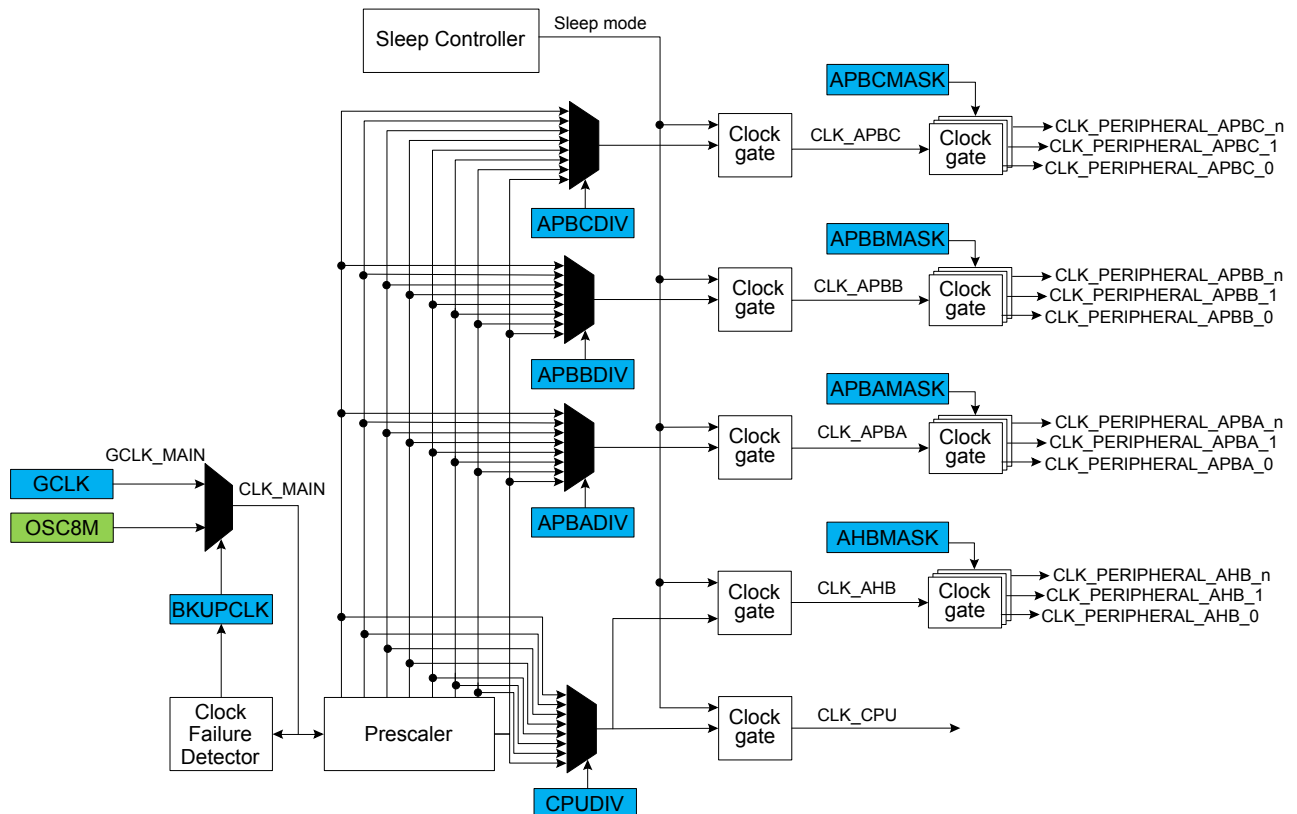 Sleep mode
Sleep Controller
APBCMASK
Clock
gate
CLK_APBC
Clock
gate
CLK_PERIPHERAL_APBC_n
CLK_PERIPHERAL_APBC_1
CLK_PERIPHERAL_APBC_0
APBCDIV
APBBMASK
Clock
gate
CLK_APBB
Clock
gate
CLK_PERIPHERAL_APBB_n
CLK_PERIPHERAL_APBB_1
CLK_PERIPHERAL_APBB_0
APBBDIV
APBAMASK
Clock
gate
CLK_APBA
Clock
gate
CLK_PERIPHERAL_APBA_n
CLK_PERIPHERAL_APBA_1
CLK_PERIPHERAL_APBA_0
GCLK_MAIN
GCLK
CLK_MAIN
OSC8M
APBADIV
AHBMASK
Clock
gate
CLK_AHB
Clock
gate
CLK_PERIPHERAL_AHB_n
CLK_PERIPHERAL_AHB_1
CLK_PERIPHERAL_AHB_0
BKUPCLK
Clock
Failure
Detector
Prescaler
Clock
gate
CLK_CPU
CPUDIV